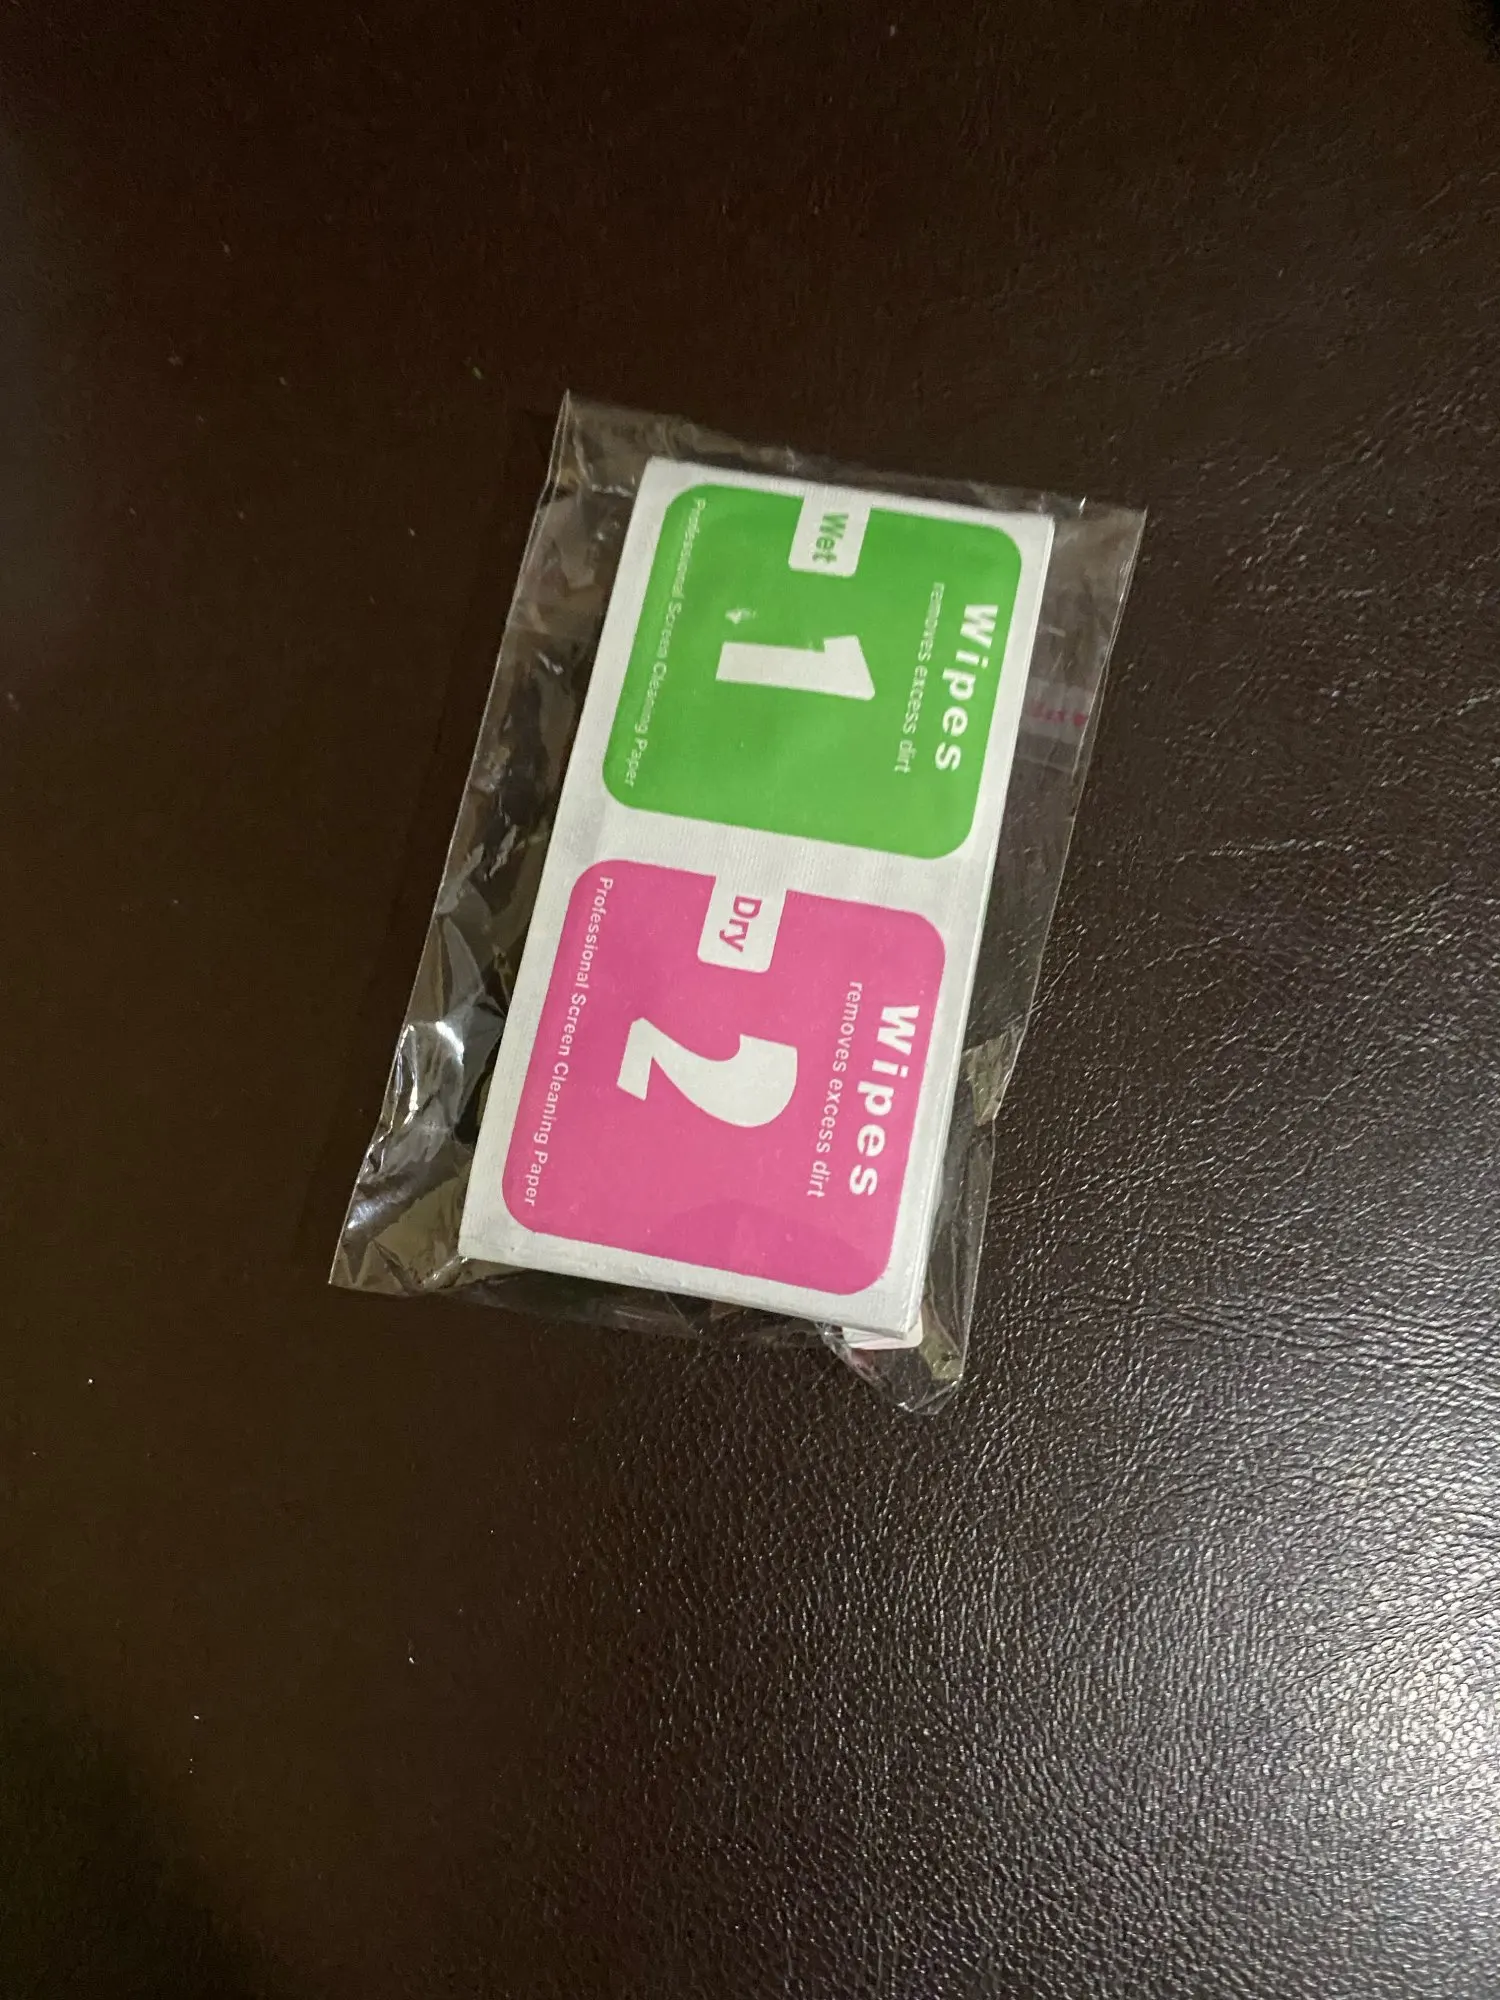 Wipes
removes excess dirt
Wet
1
Professional Screen Cleaning Paper
Wipes
removes excess dirt
Dry
2
Professional Screen Cleaning Paper